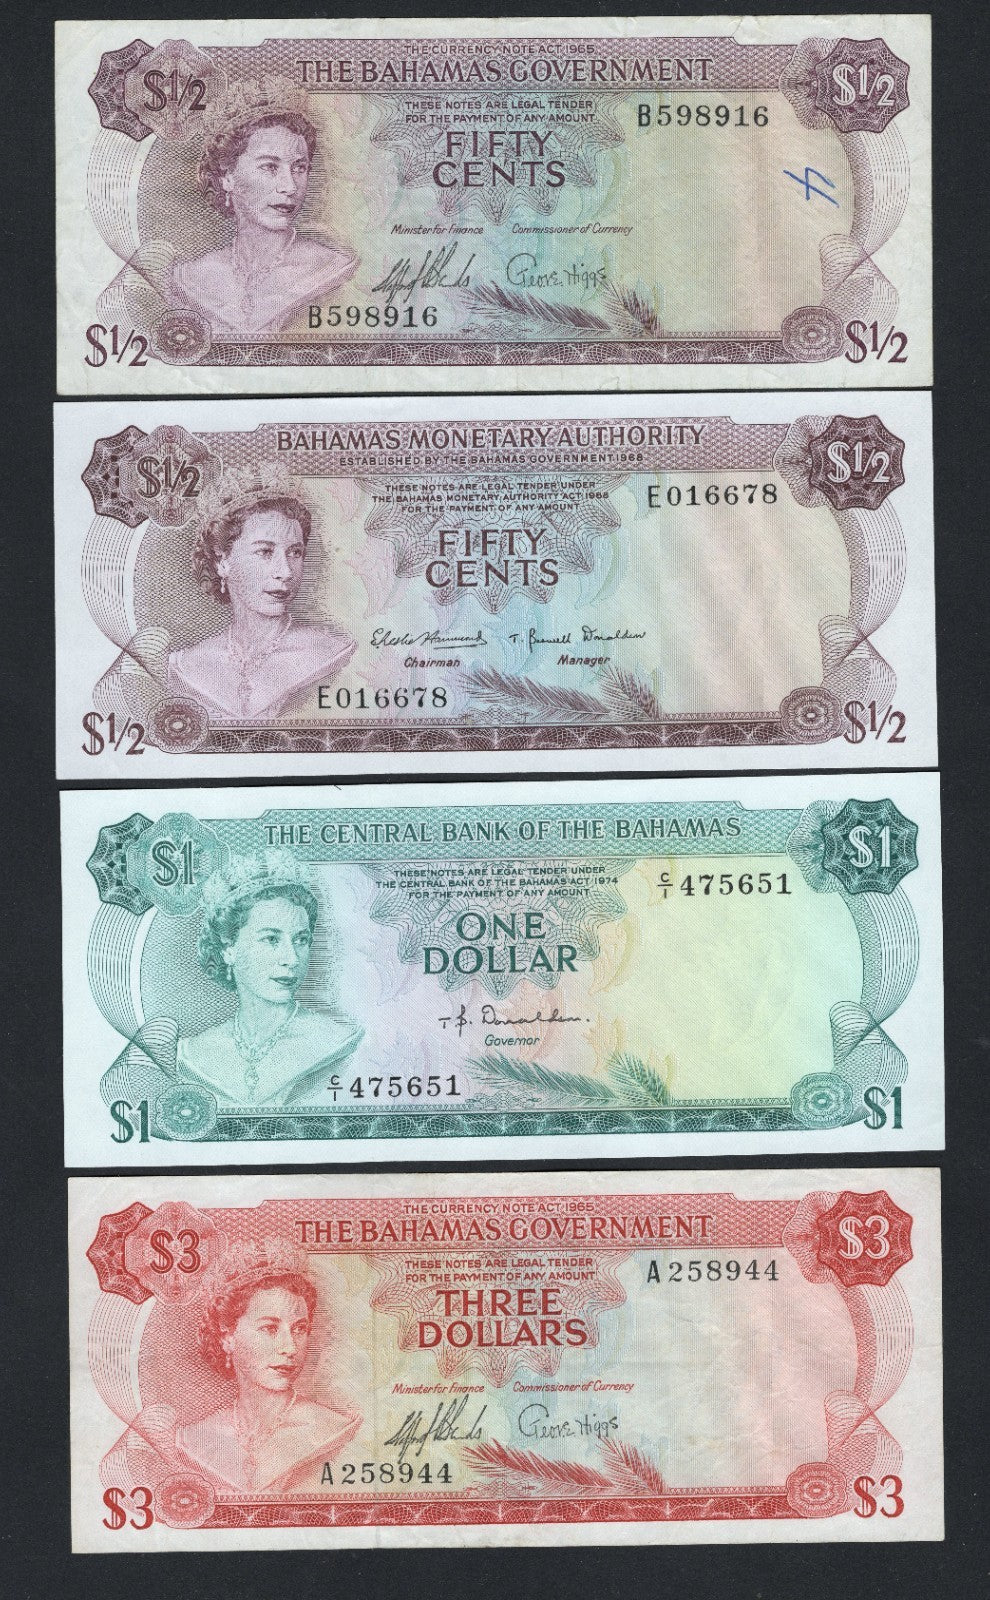 THE CURRENCY NOTE ACT 1965
THE BAHAMAS GOVERNMENT
$1/2
$1/2
THESE NOTES ARE LEGAL TENDER
FOR THE PAYMENT OF ANY AMOUNT
B598916
FIFTY
CENTS
4
Minister for Finance
Commissioner of Currency
George Higgs
B598916
$1/2
$1/2
BAHAMAS MONETARY AUTHORITY
ESTABLISHED BY THE BAHAMAS GOVERNMENT 1968
$1/2
$1/2
THESE NOTES ARE LEGAL TENDER UNDER
THE BAHAMAS MONETARY AUTHORITY ACT 1968
FOR THE PAYMENT OF ANY AMOUNT
E016678
FIFTY
CENTS
T. Donaldson
Chairman
Manager
E016678
$1/2
$1/2
THE CENTRAL BANK OF THE BAHAMAS
$1
$1
THESE NOTES ARE LEGAL TENDER UNDER
THE CENTRAL BANK OF THE BAHAMAS ACT 1974
FOR THE PAYMENT OF ANY AMOUNT
C/1 475651
ONE
DOLLAR
T B. Donaldson.
Governor
C/1 475651
$1
$1
THE CURRENCY NOTE ACT 1965
THE BAHAMAS GOVERNMENT
$3
$3
THESE NOTES ARE LEGAL TENDER
FOR THE PAYMENT OF ANY AMOUNT
A258944
THREE
DOLLARS
Minister for Finance
Commissioner of Currency
George Higgs
A258944
$3
$3